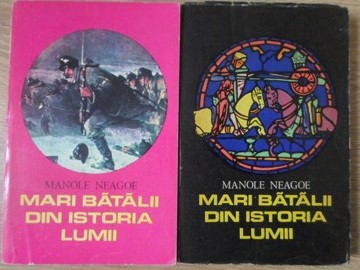 MANOLE NEAGOE
MARI BĂTĂLII
DIN ISTORIA
LUMII
MANOLE NEAGOE
MARI BĂTĂLII
DIN ISTORIA
LUMII